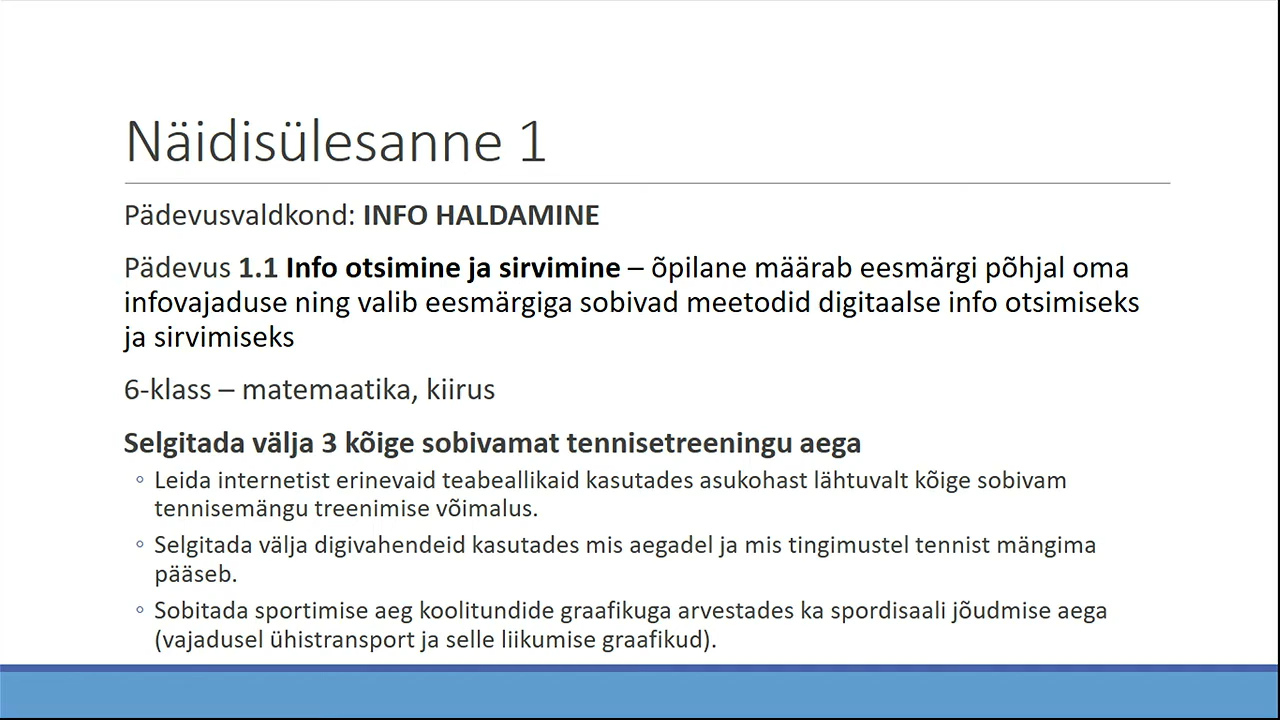 Näidisülesanne 1
Pädevusvaldkond: INFO HALDAMINE
Pädevus 1.1 Info otsimine ja sirvimine – õpilane määrab eesmärgi põhjal oma
infovajaduse ning valib eesmärgiga sobivad meetodid digitaalse info otsimiseks
ja sirvimiseks
6-klass – matemaatika, kiirus
Selgitada välja 3 kõige sobivamat tennisetreeningu aega
◦ Leida internetist erinevaid teabeallikaid kasutades asukohast lähtuvalt kõige sobivam
tennisemängu treenimise võimalus.
◦ Selgitada välja digivahendeid kasutades mis aegadel ja mis tingimustel tennist mängima
pääseb.
◦ Sobitada sportimise aeg koolitundide graafikuga arvestades ka spordisaali jõudmise aega
(vajadusel ühistransport ja selle liikumise graafikud).